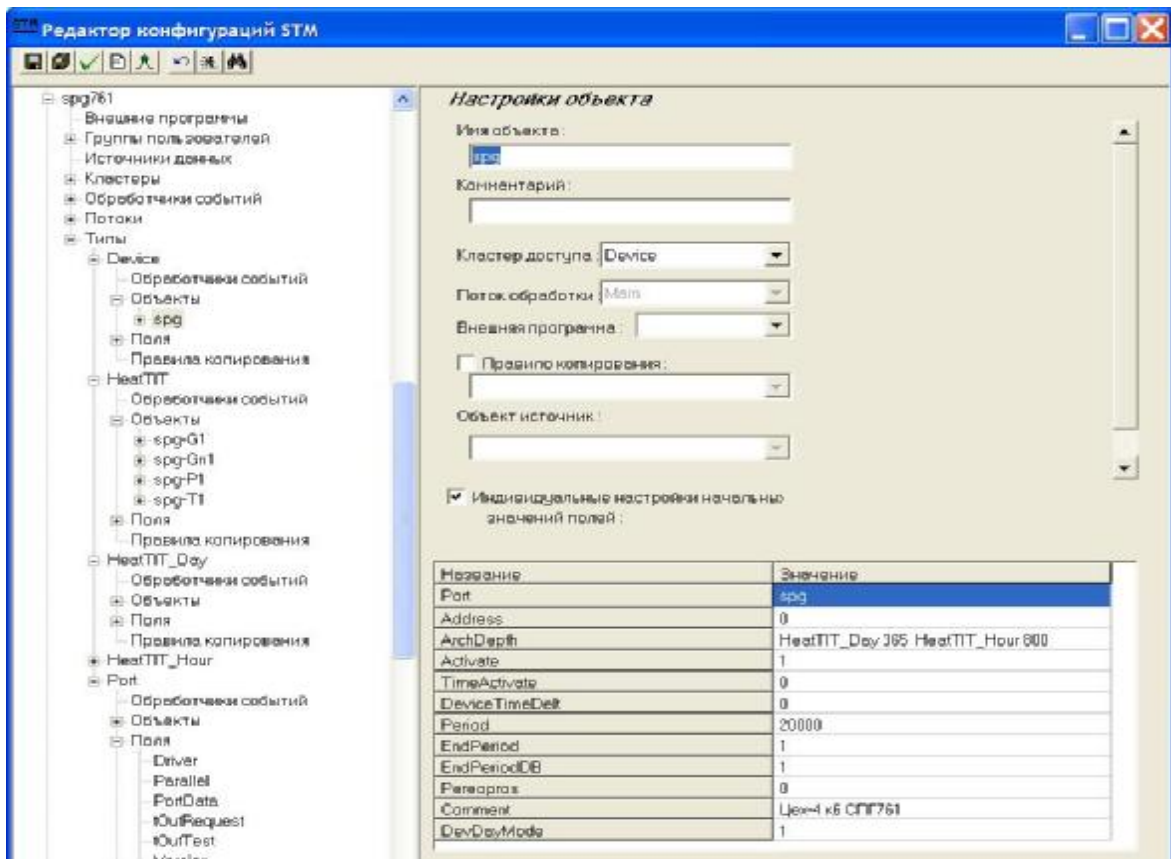 STM Редактор конфигураций STM
spg761
Внешние программы
Группы пользователей
Источники данных
Кластеры
Обработчики событий
Потоки
Типы
Device
Обработчики событий
Объекты
spg
Поля
Правила копирования
HeatTIT
Обработчики событий
Объекты
spg-G1
spg-Gn1
spg-P1
spg-T1
Поля
Правила копирования
HeatTIT_Day
Обработчики событий
Объекты
Поля
Правила копирования
HeatTIT_Hour
Port
Обработчики событий
Объекты
Поля
Driver
Parallel
PortData
tOutRequest
tOutTest
Настройки объекта
Имя объекта:
spg
Комментарий:
Кластер доступа: Device
Поток обработки: Main
Внешняя программа:
Правило копирования:
Объект источник:
Индивидуальные настройки начальных
значений полей:
Название Значение
Port spg
Address 0
ArchDepth HeatTIT_Day 365 HeatTIT_Hour 800
Activate 1
TimeActivate 0
DeviceTimeDelt 0
Period 20000
EndPeriod 1
EndPeriodDB 1
Pereopros 0
Comment Цех-4 к6 СПГ761
DevDayMode 1